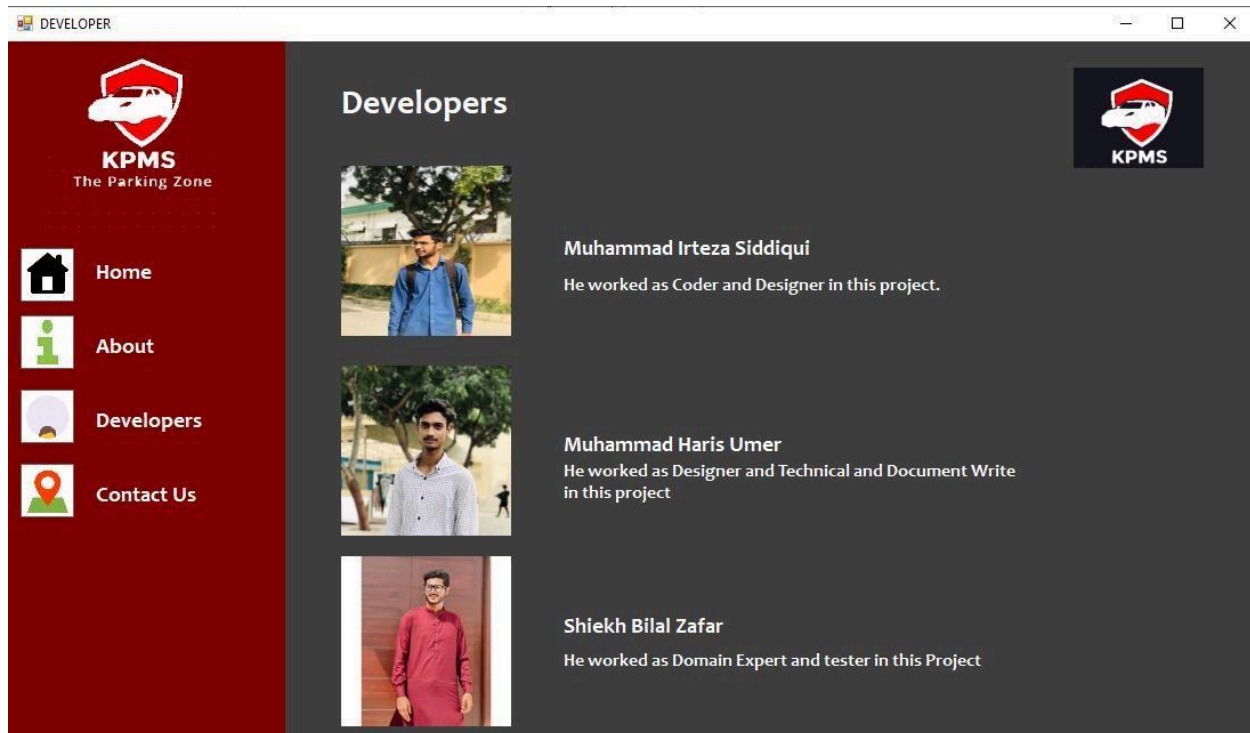 DEVELOPER
KPMS
The Parking Zone
Home
About
Developers
Contact Us
Developers
KPMS
Muhammad Irteza Siddiqui
He worked as Coder and Designer in this project.
Muhammad Haris Umer
He worked as Designer and Technical and Document Write
in this project
Shiekh Bilal Zafar
He worked as Domain Expert and tester in this Project